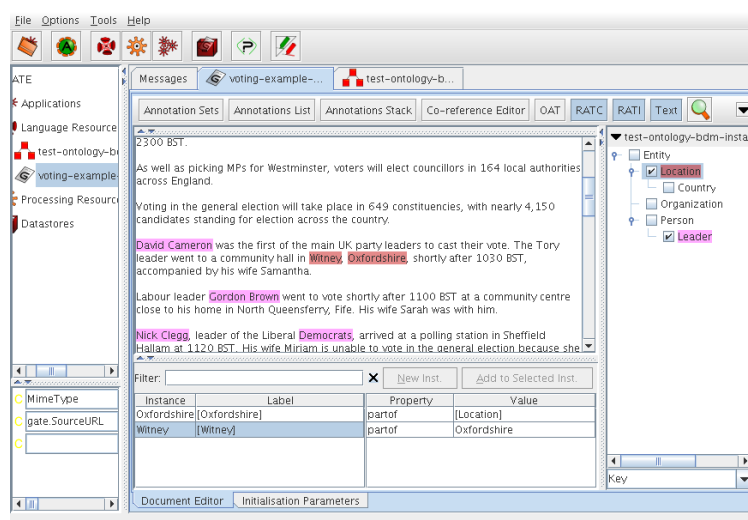 File Options Tools Help
ATE
Messages
voting-example-...
test-ontology-b...
Applications
Language Resource
test-ontology-b
voting-example-
Processing Resourc
Datastores
Annotation Sets Annotations List Annotations Stack Co-reference Editor OAT RATC RATI Text
2300 BST.
As well as picking MPs for Westminster, voters will elect councillors in 164 local authorities
across England.
Voting in the general election will take place in 649 constituencies, with nearly 4,150
candidates standing for election across the country.
David Cameron was the first of the main UK party leaders to cast their vote. The Tory
leader went to a community hall in Witney, Oxfordshire, shortly after 1030 BST,
accompanied by his wife Samantha.
Labour leader Gordon Brown went to vote shortly after 1100 BST at a community centre
close to his home in North Queensferry, Fife. His wife Sarah was with him.
Nick Clegg, leader of the Liberal Democrats, arrived at a polling station in Sheffield
Hallam at 1120 BST. His wife Miriam is unable to vote in the general election because she
test-ontology-bdm-insta
Entity
Location
Country
Organization
Person
Leader
Filter: New Inst. Add to Selected Inst.
Instance Label Property Value
Oxfordshire [Oxfordshire] partof [Location]
Witney [Witney] partof Oxfordshire
C MimeType
C gate.SourceURL
C
Key
Document Editor Initialisation Parameters